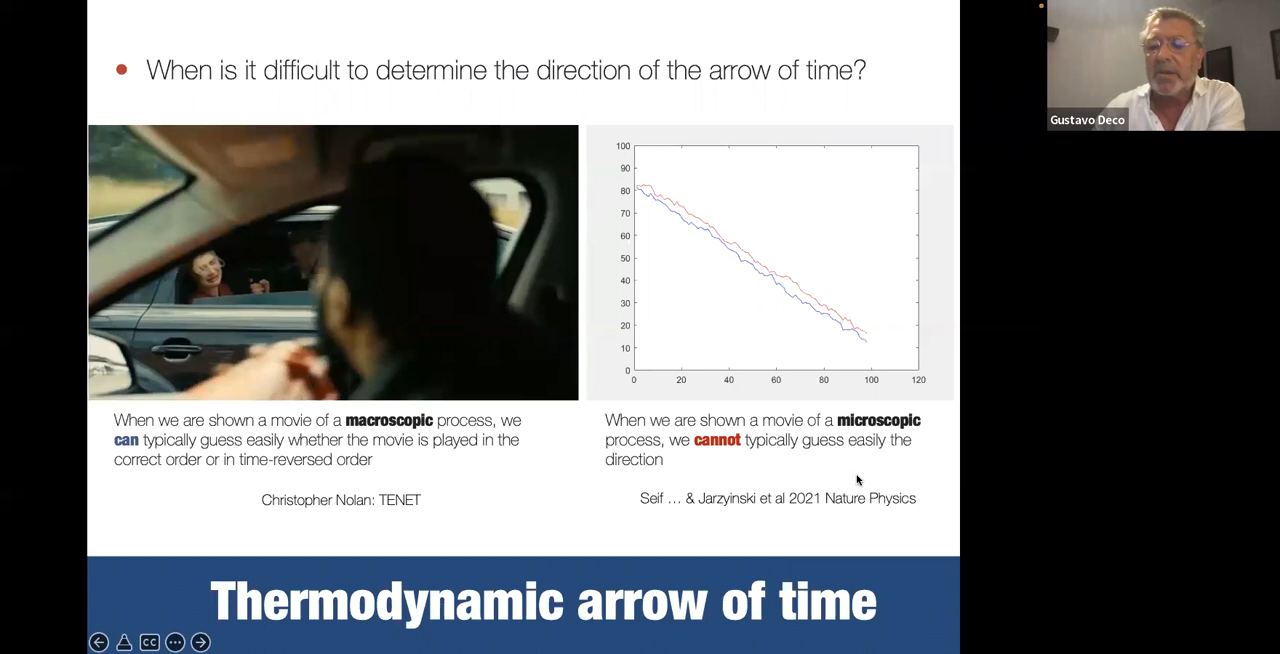 When is it difficult to determine the direction of the arrow of time?
Gustavo Deco
100
90
80
70
60
50
40
30
20
10
0
0 20 40 60 80 100 120
When we are shown a movie of a macroscopic process, we
can typically guess easily whether the movie is played in the
correct order or in time-reversed order
Christopher Nolan: TENET
When we are shown a movie of a microscopic
process, we cannot typically guess easily the
direction
Seif … & Jarzyinski et al 2021 Nature Physics
Thermodynamic arrow of time
CC